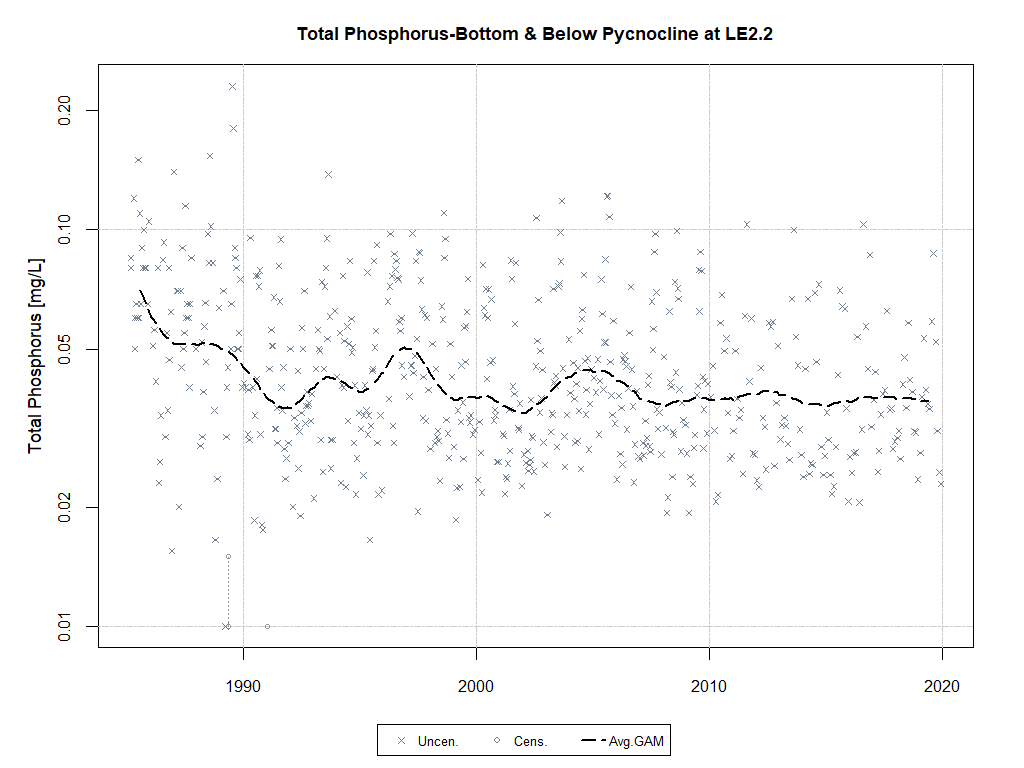 Total Phosphorus-Bottom & Below Pycnocline at LE2.2
Total Phosphorus [mg/L]
0.20
0.10
0.05
0.02
0.01
1990 2000 2010 2020
Uncen. Cens. Avg.GAM